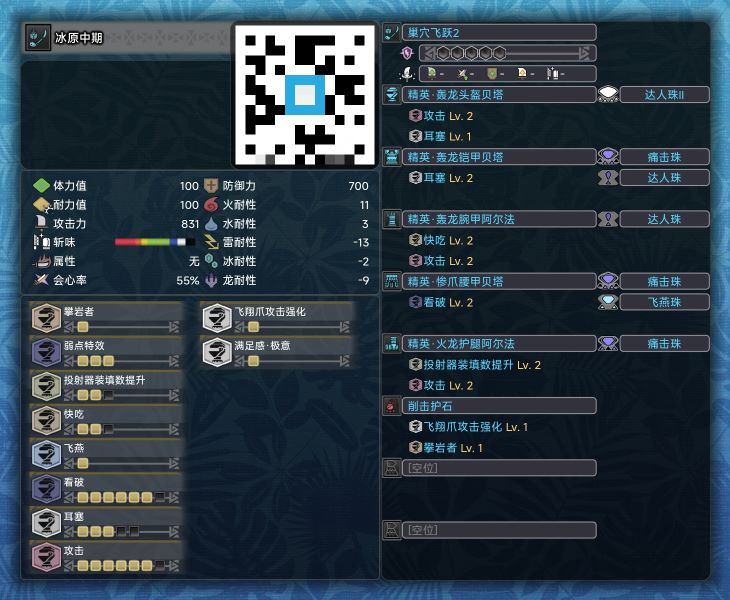 冰原中期
体力值 100
防御力 700
耐力值 100
火耐性 11
攻击力 831
水耐性 3
斩味
雷耐性 -13
属性 无
冰耐性 -2
会心率 55%
龙耐性 -9
攀岩者
飞翔爪攻击强化
弱点特效
满足感·极意
投射器装填数提升
快吃
飞燕
看破
耳塞
攻击
巢穴飞跃2
- - - - -
精英·轰龙头盔贝塔 达人珠II
攻击 Lv. 2
耳塞 Lv. 1
精英·轰龙铠甲贝塔 痛击珠
耳塞 Lv. 2 达人珠
精英·轰龙腕甲阿尔法 达人珠
快吃 Lv. 2
攻击 Lv. 2
精英·惨爪腰甲贝塔 痛击珠
看破 Lv. 2 飞燕珠
精英·火龙护腿阿尔法 痛击珠
投射器装填数提升 Lv. 2
攻击 Lv. 2
削击护石
飞翔爪攻击强化 Lv. 1
攀岩者 Lv. 1
[空位]
[空位]